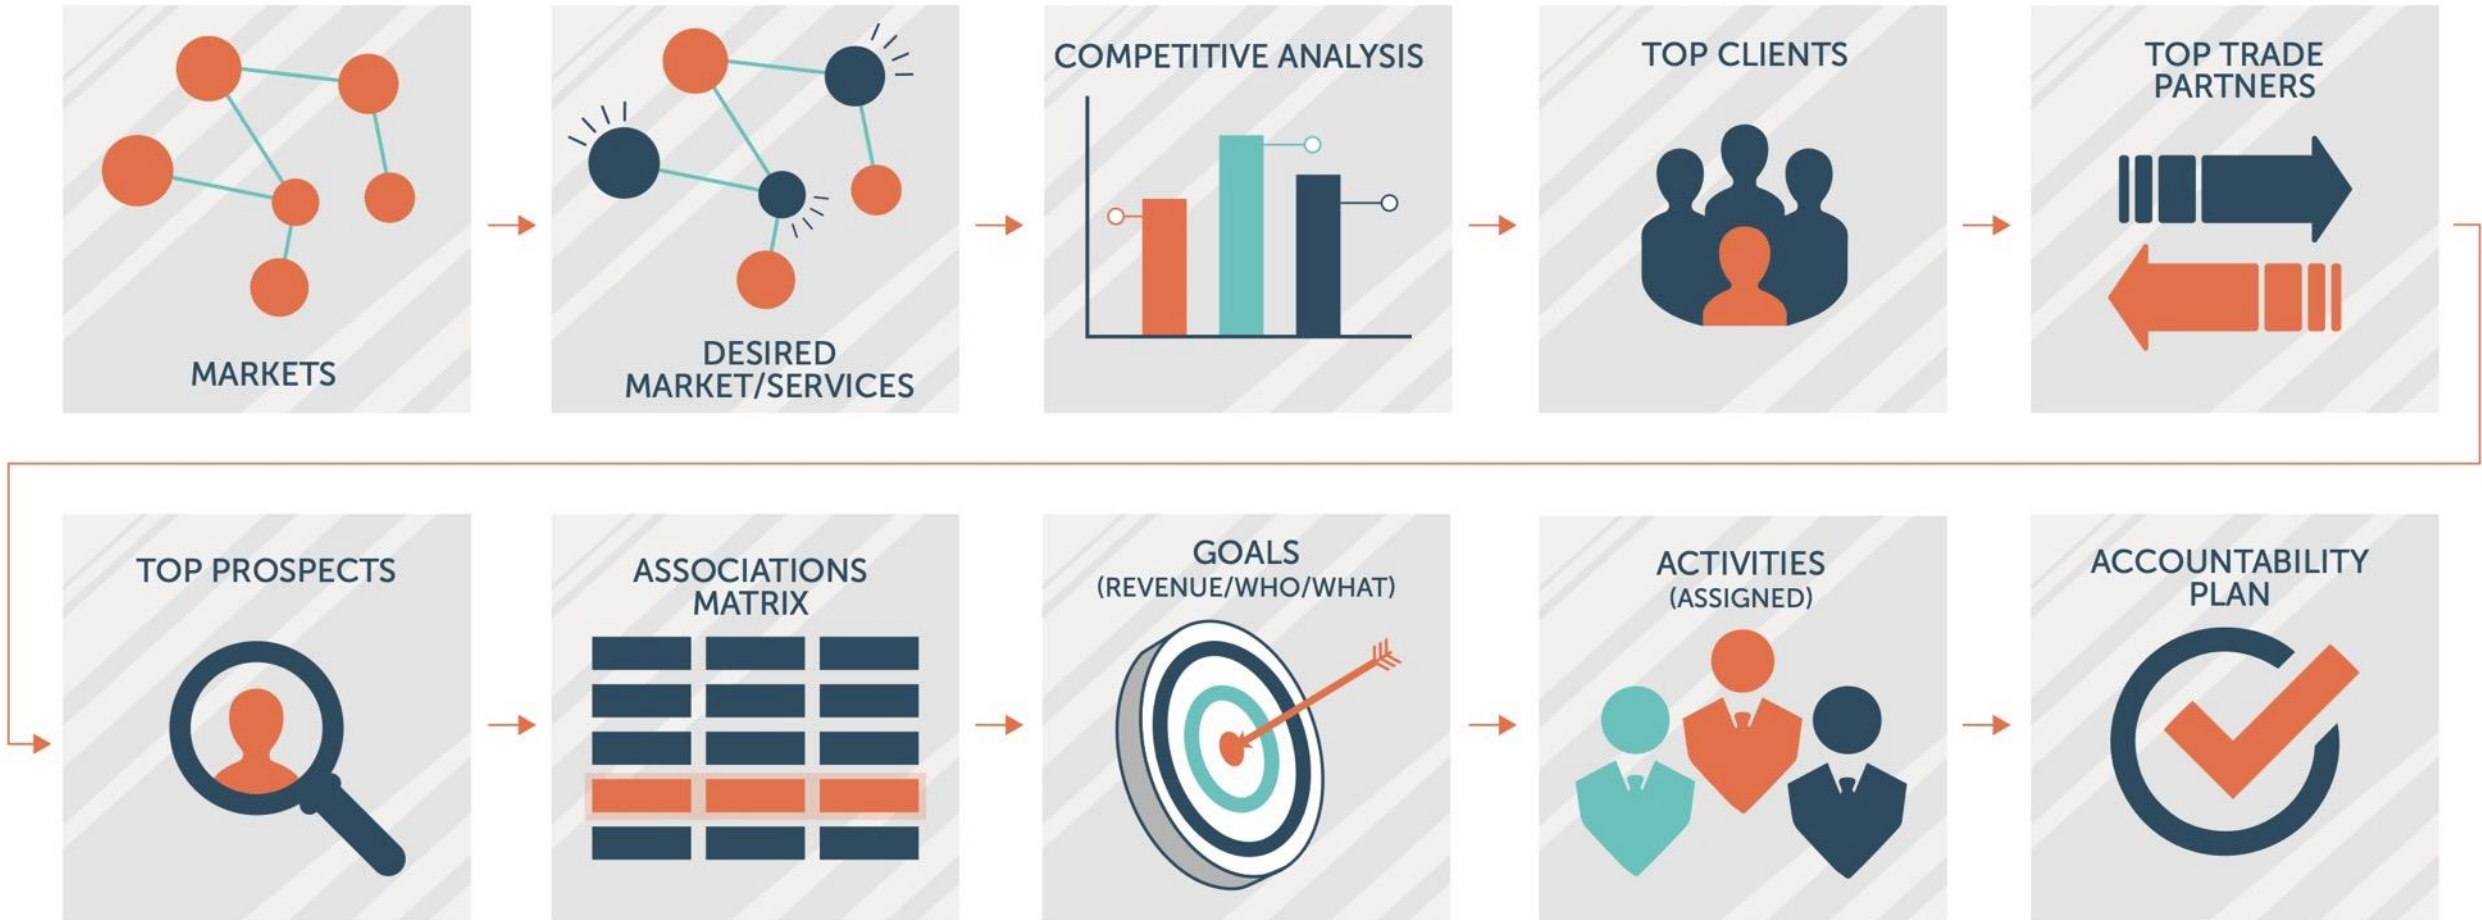 MARKETS
DESIRED
MARKET/SERVICES
COMPETITIVE ANALYSIS
TOP CLIENTS
TOP TRADE
PARTNERS
TOP PROSPECTS
ASSOCIATIONS
MATRIX
GOALS
(REVENUE/WHO/WHAT)
ACTIVITIES
(ASSIGNED)
ACCOUNTABILITY
PLAN